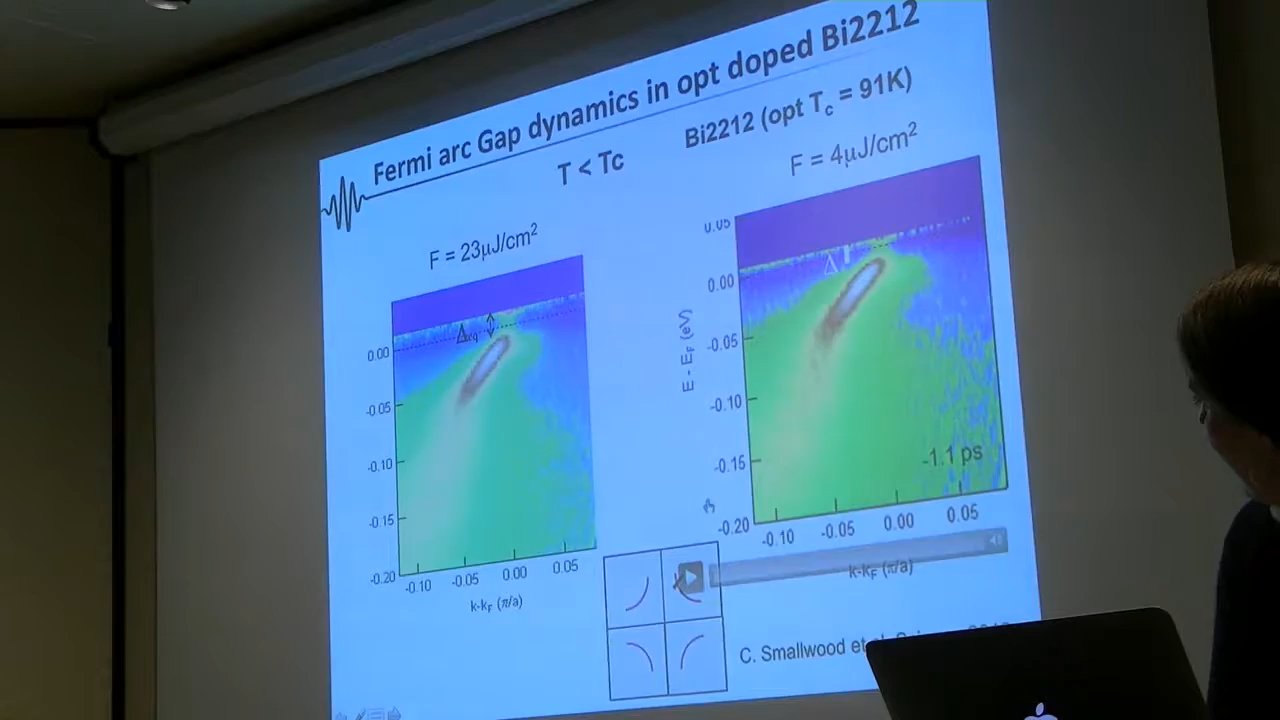 Fermi arc Gap dynamics in opt doped Bi2212
T < Tc
Bi2212 (opt Tc = 91K)
F = 23μJ/cm²
F = 4μJ/cm²
Δeq
0.00
-0.05
-0.10
-0.15
-0.20
-0.10 -0.05 0.00 0.05
k-kF (π/a)
E - EF (eV)
0.05
0.00
-0.05
-0.10
-0.15
-0.20
Δ
-1.1 ps
-0.10 -0.05 0.00 0.05
k-kF (π/a)
C. Smallwood et